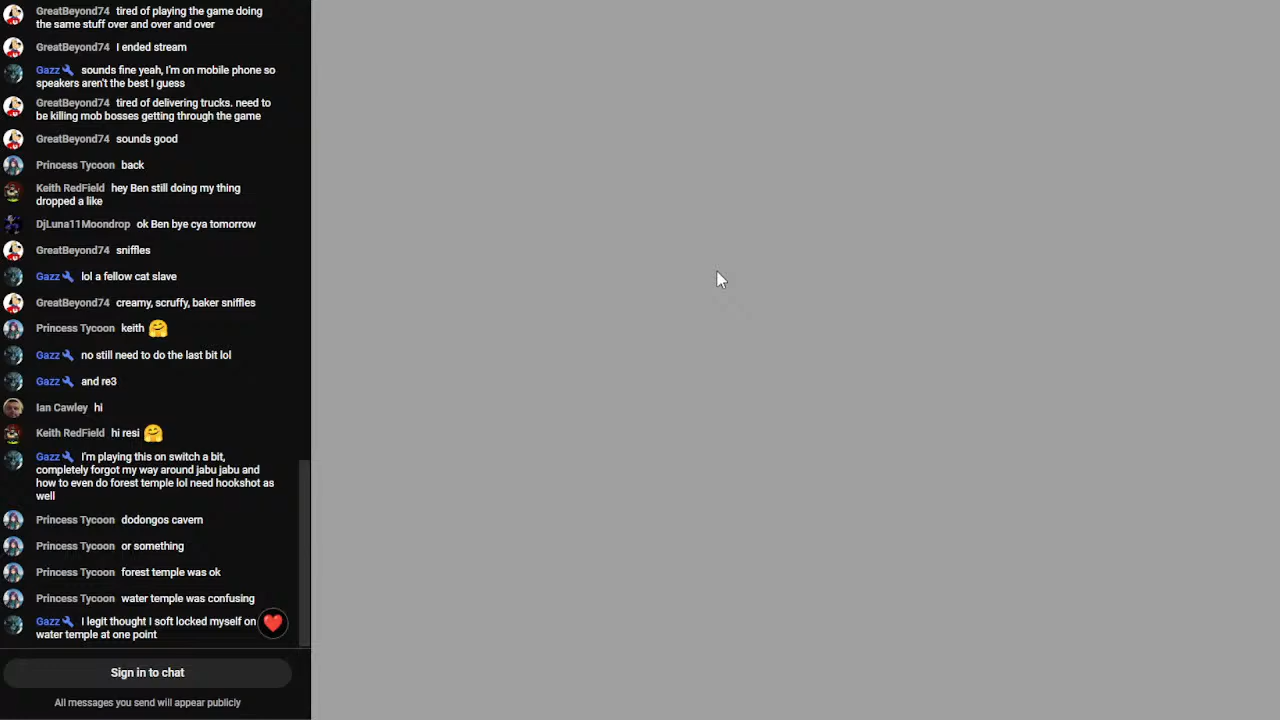 GreatBeyond74 tired of playing the game doing
the same stuff over and over and over
GreatBeyond74 I ended stream
Gazz sounds fine yeah, I'm on mobile phone so
speakers aren't the best I guess
GreatBeyond74 tired of delivering trucks. need to
be killing mob bosses getting through the game
GreatBeyond74 sounds good
Princess Tycoon back
Keith RedField hey Ben still doing my thing
dropped a like
DjLuna11Moondrop ok Ben bye cya tomorrow
GreatBeyond74 sniffles
Gazz lol a fellow cat slave
GreatBeyond74 creamy, scruffy, baker sniffles
Princess Tycoon keith 🤗
Gazz no still need to do the last bit lol
Gazz and re3
Ian Cawley hi
Keith RedField hi resi 🤗
Gazz I'm playing this on switch a bit,
completely forgot my way around jabu jabu and
how to even do forest temple lol need hookshot as
well
Princess Tycoon dodongos cavern
Princess Tycoon or something
Princess Tycoon forest temple was ok
Princess Tycoon water temple was confusing
Gazz I legit thought I soft locked myself on
water temple at one point
Sign in to chat
All messages you send will appear publicly